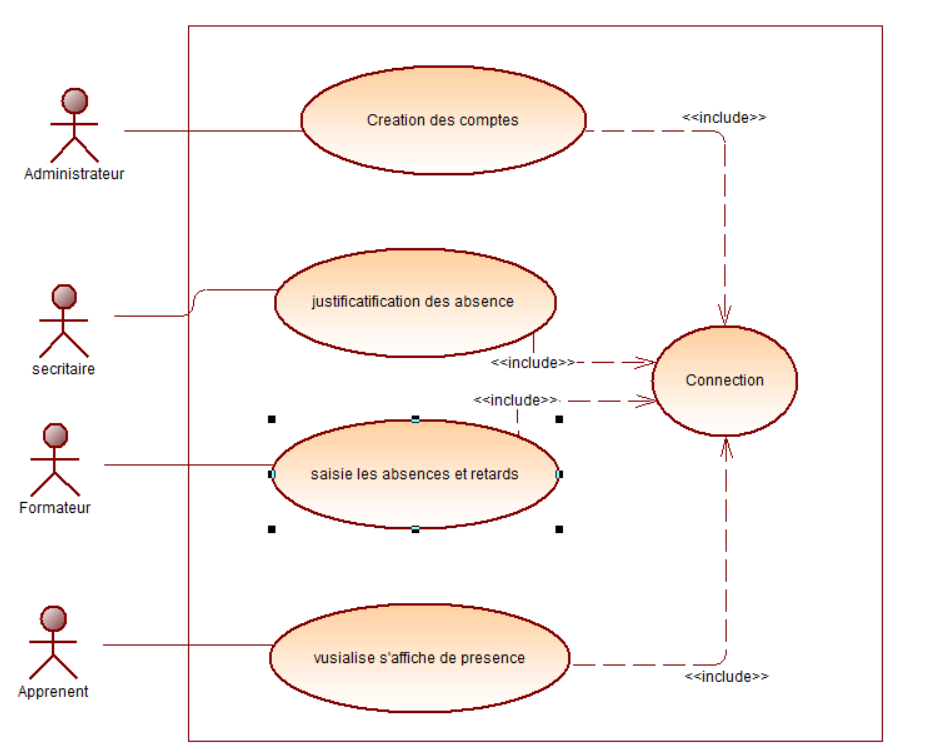 Creation des comptes
<<include>>
Administrateur
justificatification des absence
secritaire
<<include>>
Connection
<<include>>
saisie les absences et retards
Formateur
vusialise s'affiche de presence
<<include>>
Apprenent